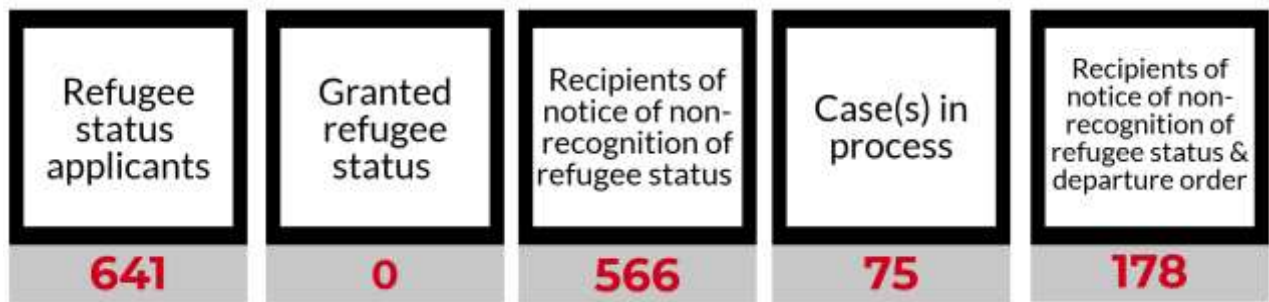 Refugee
status
applicants
641
Granted
refugee
status
0
Recipients of
notice of non-
recognition of
refugee status
566
Case(s) in
process
75
Recipients of
notice of non-
recognition of
refugee status &
departure order
178